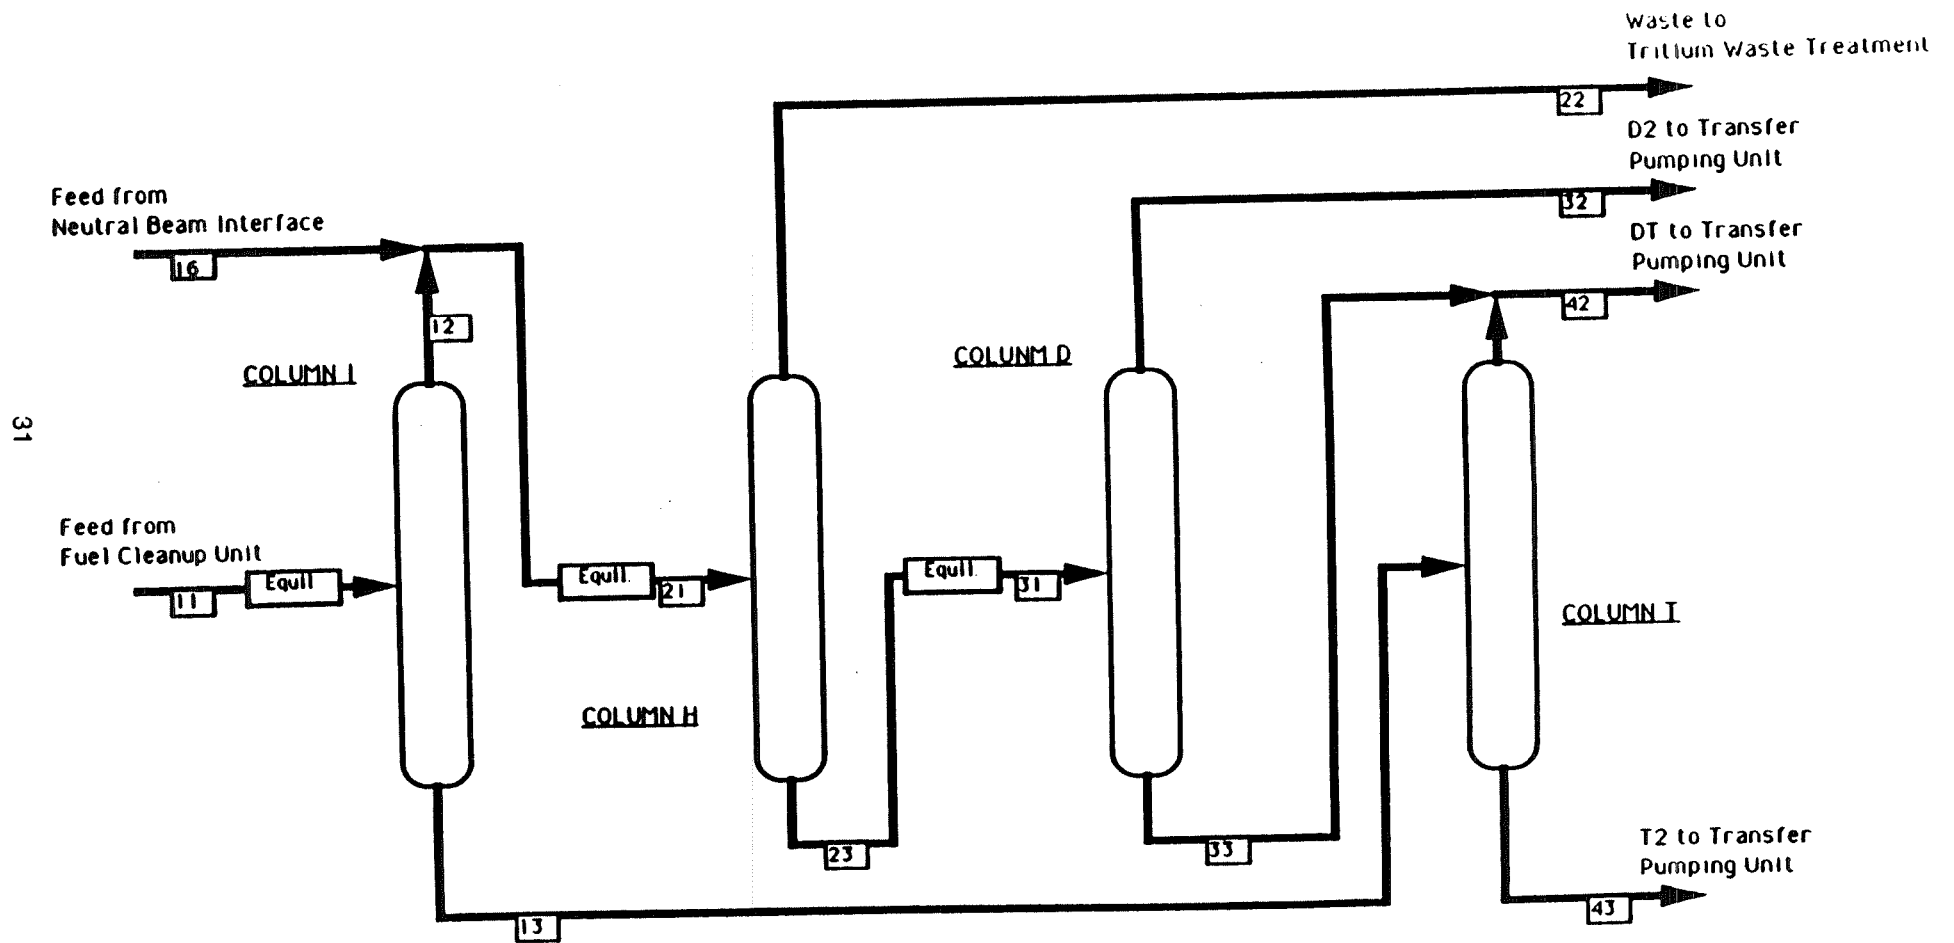 Waste to
Tritium Waste Treatment
22
D2 to Transfer
Pumping Unit
32
DT to Transfer
Pumping Unit
42
Feed from
Neutral Beam Interface
16
12
COLUMN I
COLUNM D
31
Feed from
Fuel Cleanup Unit
11
Equil
Equil.
21
Equil.
31
COLUMN T
COLUMN H
23
33
13
T2 to Transfer
Pumping Unit
43